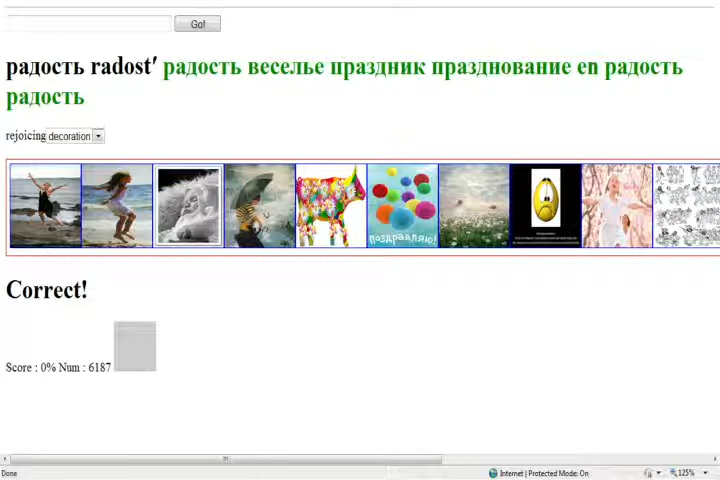 Go!
радость radost′ радость веселье праздник празднование en радость
радость
rejoicing decoration
поздравляю!
Correct!
Score : 0% Num : 6187
Done Internet | Protected Mode: On 125%